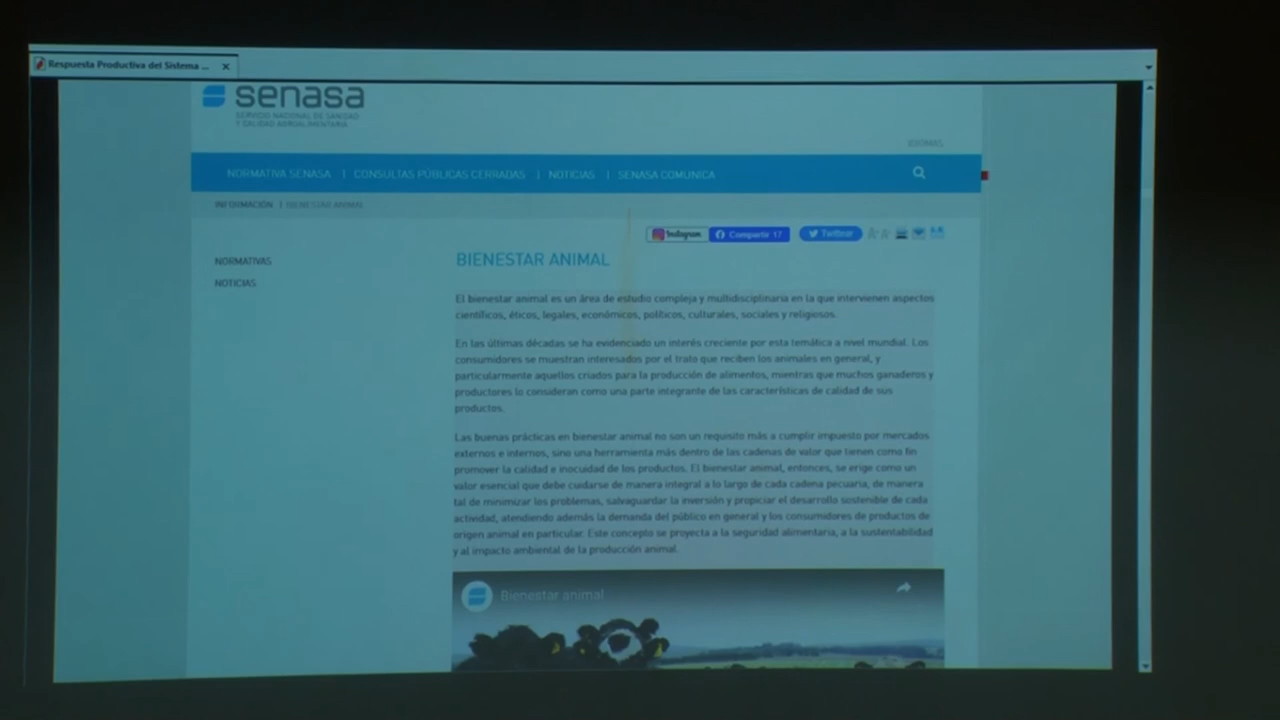 Respuesta Productiva del Sistema ...
senasa
SERVICIO NACIONAL DE SANIDAD
Y CALIDAD AGROALIMENTARIA
IDIOMAS
NORMATIVA SENASA | CONSULTAS PÚBLICAS CERRADAS | NOTICIAS | SENASA COMUNICA
INFORMACIÓN | BIENESTAR ANIMAL
Instagram Compartir 17 Twittear A+ A-
NORMATIVAS
NOTICIAS
BIENESTAR ANIMAL
El bienestar animal es un área de estudio compleja y multidisciplinaria en la que intervienen aspectos
científicos, éticos, legales, económicos, políticos, culturales, sociales y religiosos.
En las últimas décadas se ha evidenciado un interés creciente por esta temática a nivel mundial. Los
consumidores se muestran interesados por el trato que reciben los animales en general, y
particularmente aquellos criados para la producción de alimentos, mientras que muchos ganaderos y
productores lo consideran como una parte integrante de las características de calidad de sus
productos.
Las buenas prácticas en bienestar animal no son un requisito más a cumplir impuesto por mercados
externos e internos, sino una herramienta más dentro de las cadenas de valor que tienen como fin
promover la calidad e inocuidad de los productos. El bienestar animal, entonces, se erige como un
valor esencial que debe cuidarse de manera integral a lo largo de cada cadena pecuaria, de manera
tal de minimizar los problemas, salvaguardar la inversión y propiciar el desarrollo sostenible de cada
actividad, atendiendo además la demanda del público en general y los consumidores de productos de
origen animal en particular. Este concepto se proyecta a la seguridad alimentaria, a la sustentabilidad
y al impacto ambiental de la producción animal.
Bienestar animal